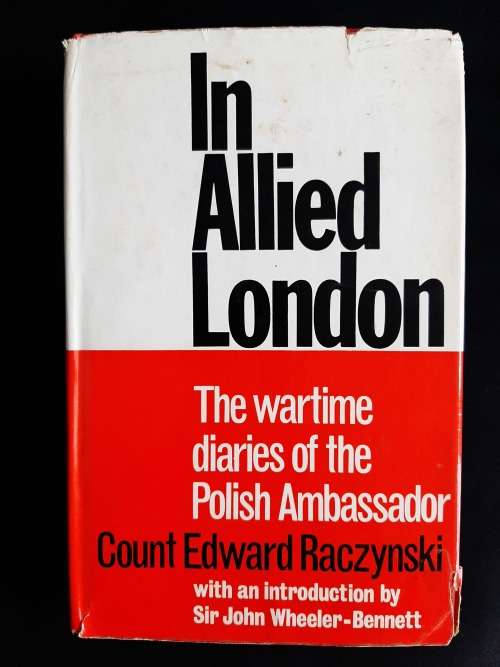 In
Allied
London
The wartime
diaries of the
Polish Ambassador
Count Edward Raczynski
with an introduction by
Sir John Wheeler-Bennett